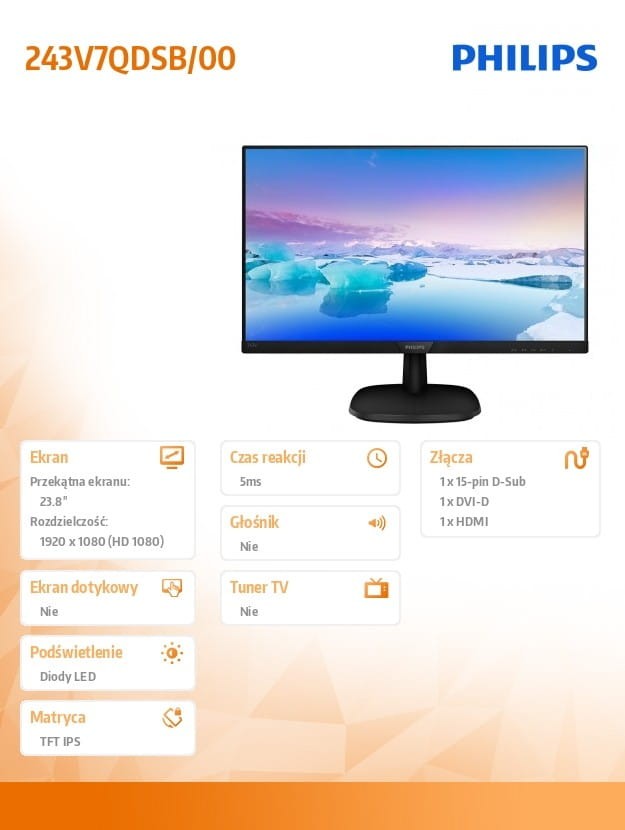 243V7QDSB/00
PHILIPS
PHILIPS
Ekran
Przekątna ekranu:
23.8"
Rozdzielczość:
1920 x 1080 (HD 1080)
Ekran dotykowy
Nie
Podświetlenie
Diody LED
Matryca
TFT IPS
Czas reakcji
5ms
Głośnik
Nie
Tuner TV
Nie
Złącza
1 x 15-pin D-Sub
1 x DVI-D
1 x HDMI